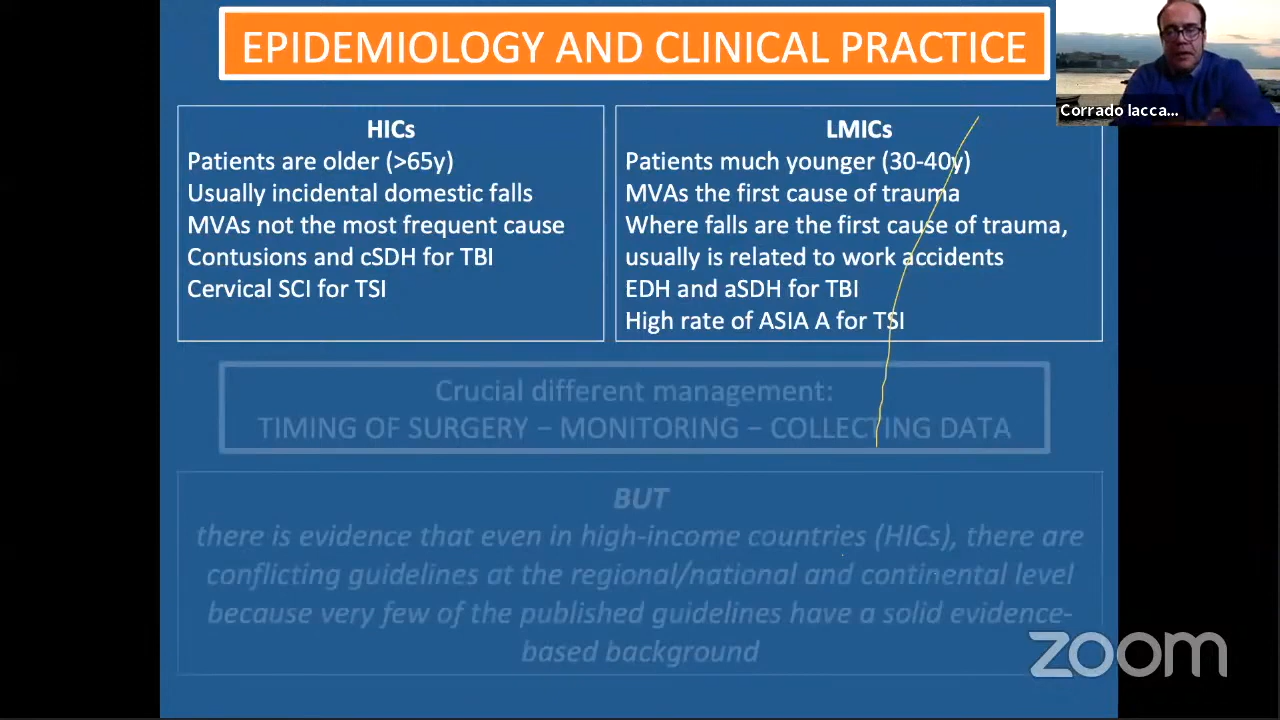 EPIDEMIOLOGY AND CLINICAL PRACTICE
Corrado Iacca...
HICs
Patients are older (>65y)
Usually incidental domestic falls
MVAs not the most frequent cause
Contusions and cSDH for TBI
Cervical SCI for TSI
LMICs
Patients much younger (30-40y)
MVAs the first cause of trauma
Where falls are the first cause of trauma,
usually is related to work accidents
EDH and aSDH for TBI
High rate of ASIA A for TSI
Crucial different management:
TIMING OF SURGERY – MONITORING – COLLECTING DATA
BUT
there is evidence that even in high-income countries (HICs), there are
conflicting guidelines at the regional/national and continental level
because very few of the published guidelines have a solid evidence-
based background
zoom